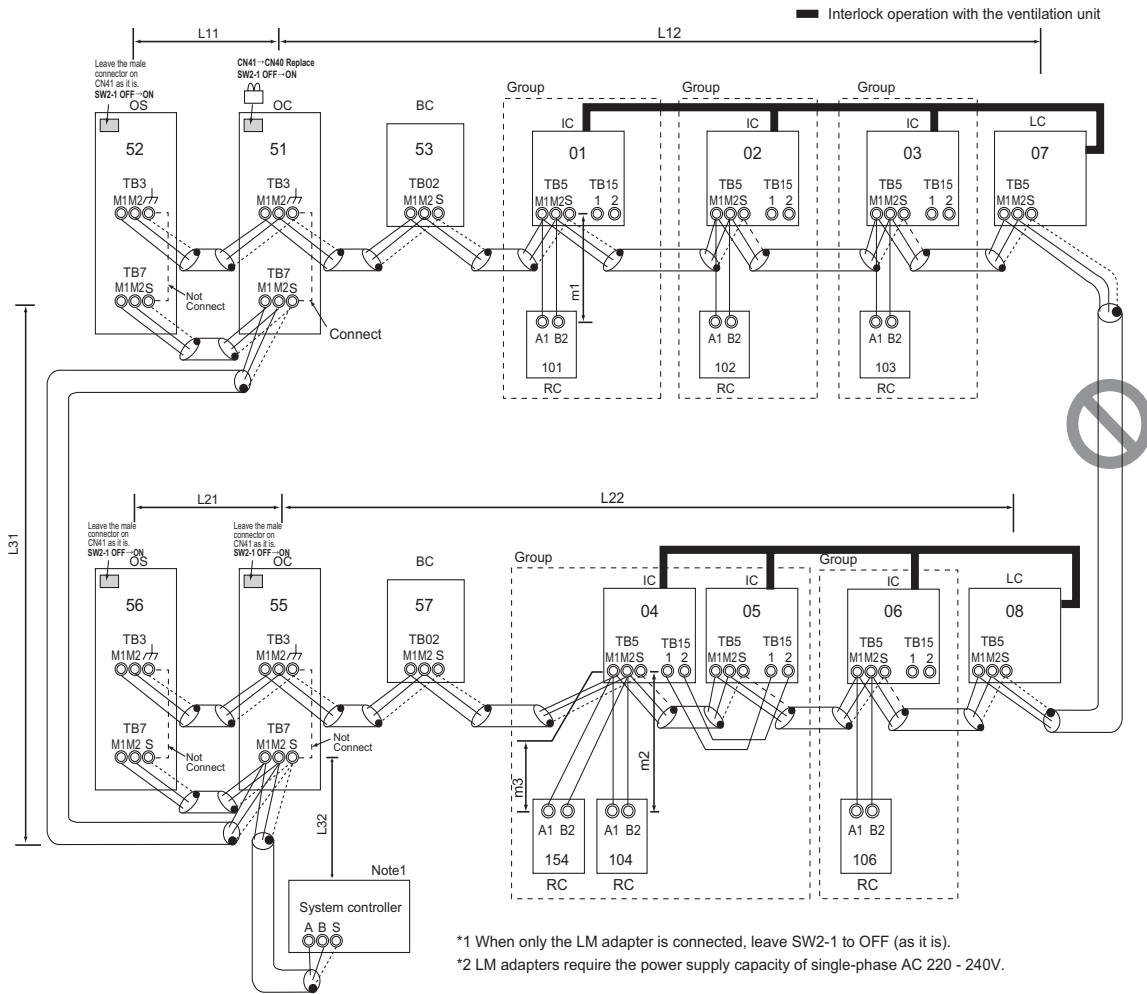 Interlock operation with the ventilation unit
L11
L12
Leave the male
connector on
CN41 as it is.
SW2-1 OFF→ON
CN41→CN40 Replace
SW2-1 OFF→ON
Group
Group
Group
OS
OC
BC
IC
IC
IC
LC
52
51
53
01
02
03
07
TB3
TB3
TB02
TB5
TB15
TB5
TB15
TB5
TB15
TB5
M1M2
M1M2
M1M2 S
M1M2S
1 2
M1M2S
1 2
M1M2S
1 2
M1M2S
TB7
TB7
M1M2S
M1M2 S
Not
Connect
Connect
m1
A1 B2
A1 B2
A1 B2
101
102
103
RC
RC
RC
L31
L21
L22
Leave the male
connector on
CN41 as it is.
SW2-1 OFF→ON
Leave the male
connector on
CN41 as it is.
SW2-1 OFF→ON
Group
Group
OS
OC
BC
IC
IC
IC
LC
56
55
57
04
05
06
08
TB3
TB3
TB02
TB5
TB15
TB5
TB15
TB5
TB15
TB5
M1M2
M1M2
M1M2 S
M1M2S
1 2
M1M2S
1 2
M1M2S
1 2
M1M2S
TB7
TB7
M1M2 S
M1M2 S
Not
Connect
Not
Connect
m3
m2
L32
A1 B2
A1 B2
A1 B2
154
104
106
RC
RC
RC
Note1
System controller
A B S
*1 When only the LM adapter is connected, leave SW2-1 to OFF (as it is).
*2 LM adapters require the power supply capacity of single-phase AC 220 - 240V.